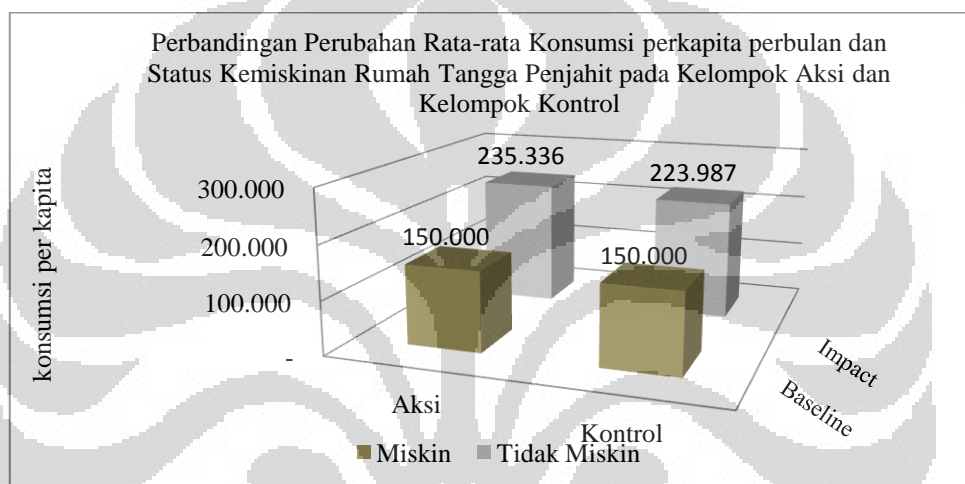 Perbandingan Perubahan Rata-rata Konsumsi perkapita perbulan dan
Status Kemiskinan Rumah Tangga Penjahit pada Kelompok Aksi dan
Kelompok Kontrol
konsumsi per kapita
300.000
200.000
100.000
-
235.336
223.987
150.000
150.000
Impact
Baseline
Aksi
Kontrol
Miskin
Tidak Miskin